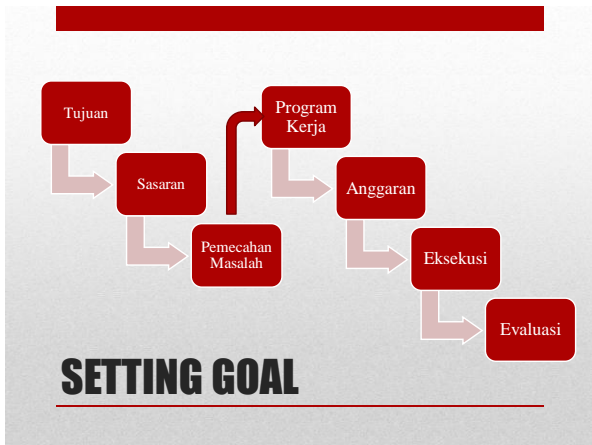 Tujuan
Sasaran
Pemecahan
Masalah
Program
Kerja
Anggaran
Eksekusi
Evaluasi
SETTING GOAL